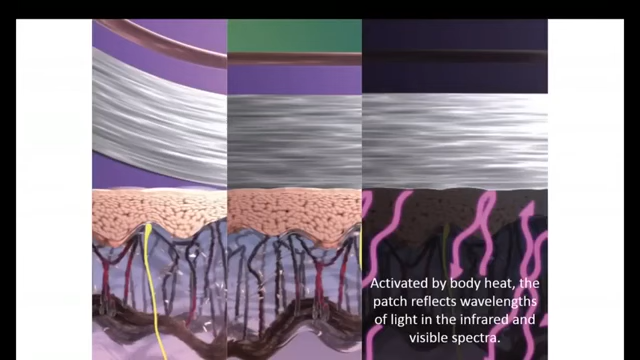 Activated by body heat, the
patch reflects wavelengths
of light in the infrared and
visible spectra.